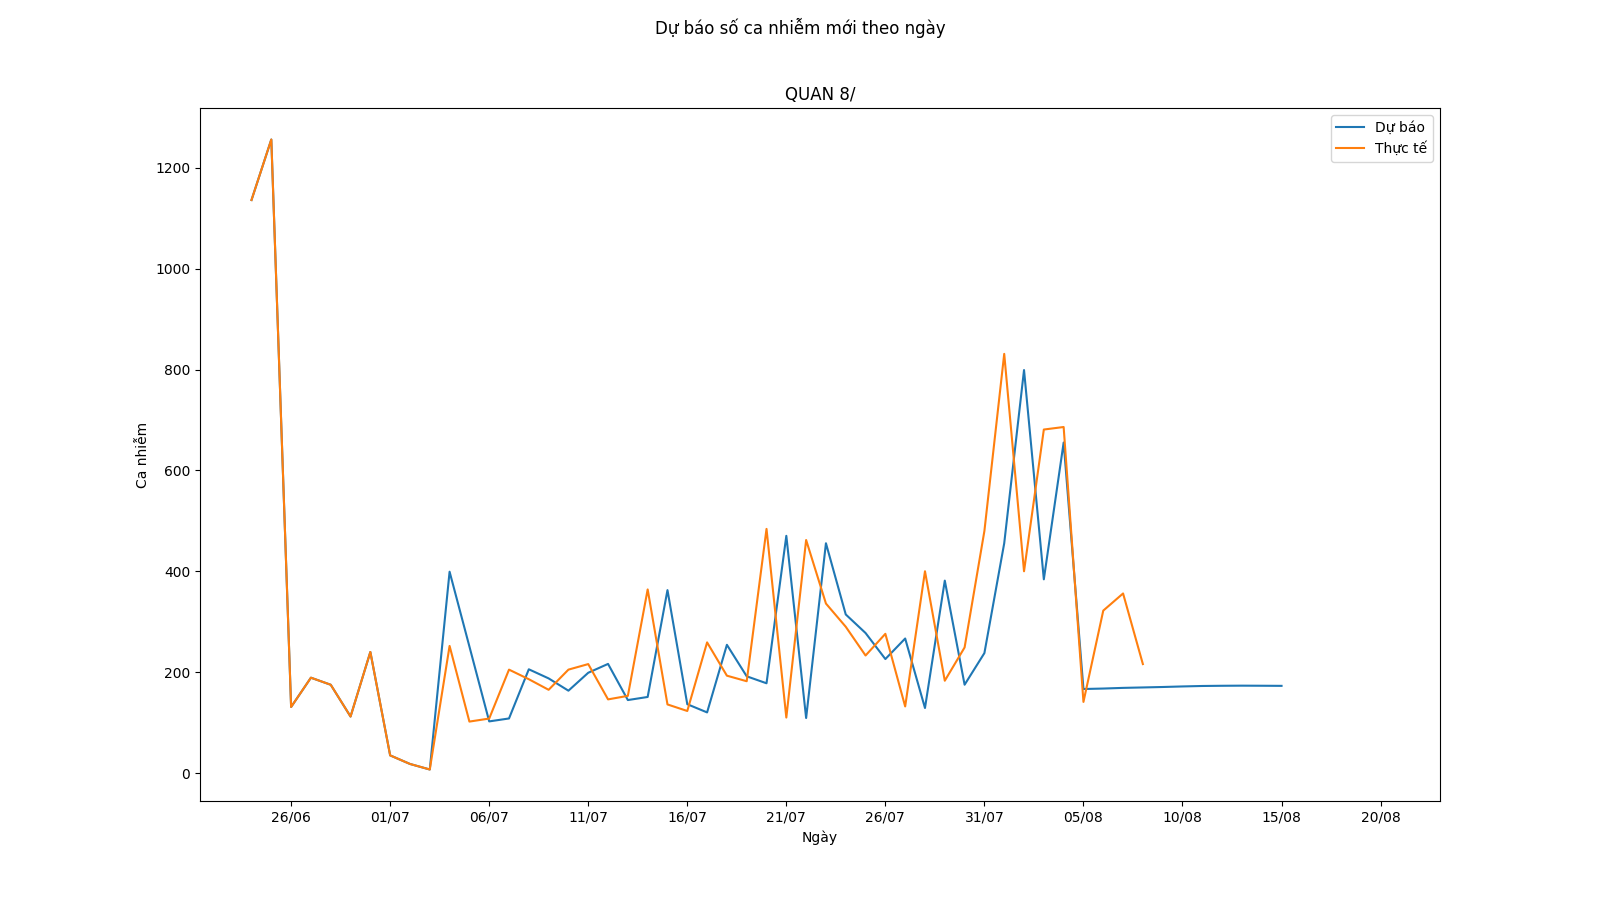 Dự báo số ca nhiễm mới theo ngày
QUAN 8/
Dự báo
Thực tế
1200
1000
800
600
400
200
0
Ca nhiễm
26/06 01/07 06/07 11/07 16/07 21/07 26/07 31/07 05/08 10/08 15/08 20/08
Ngày